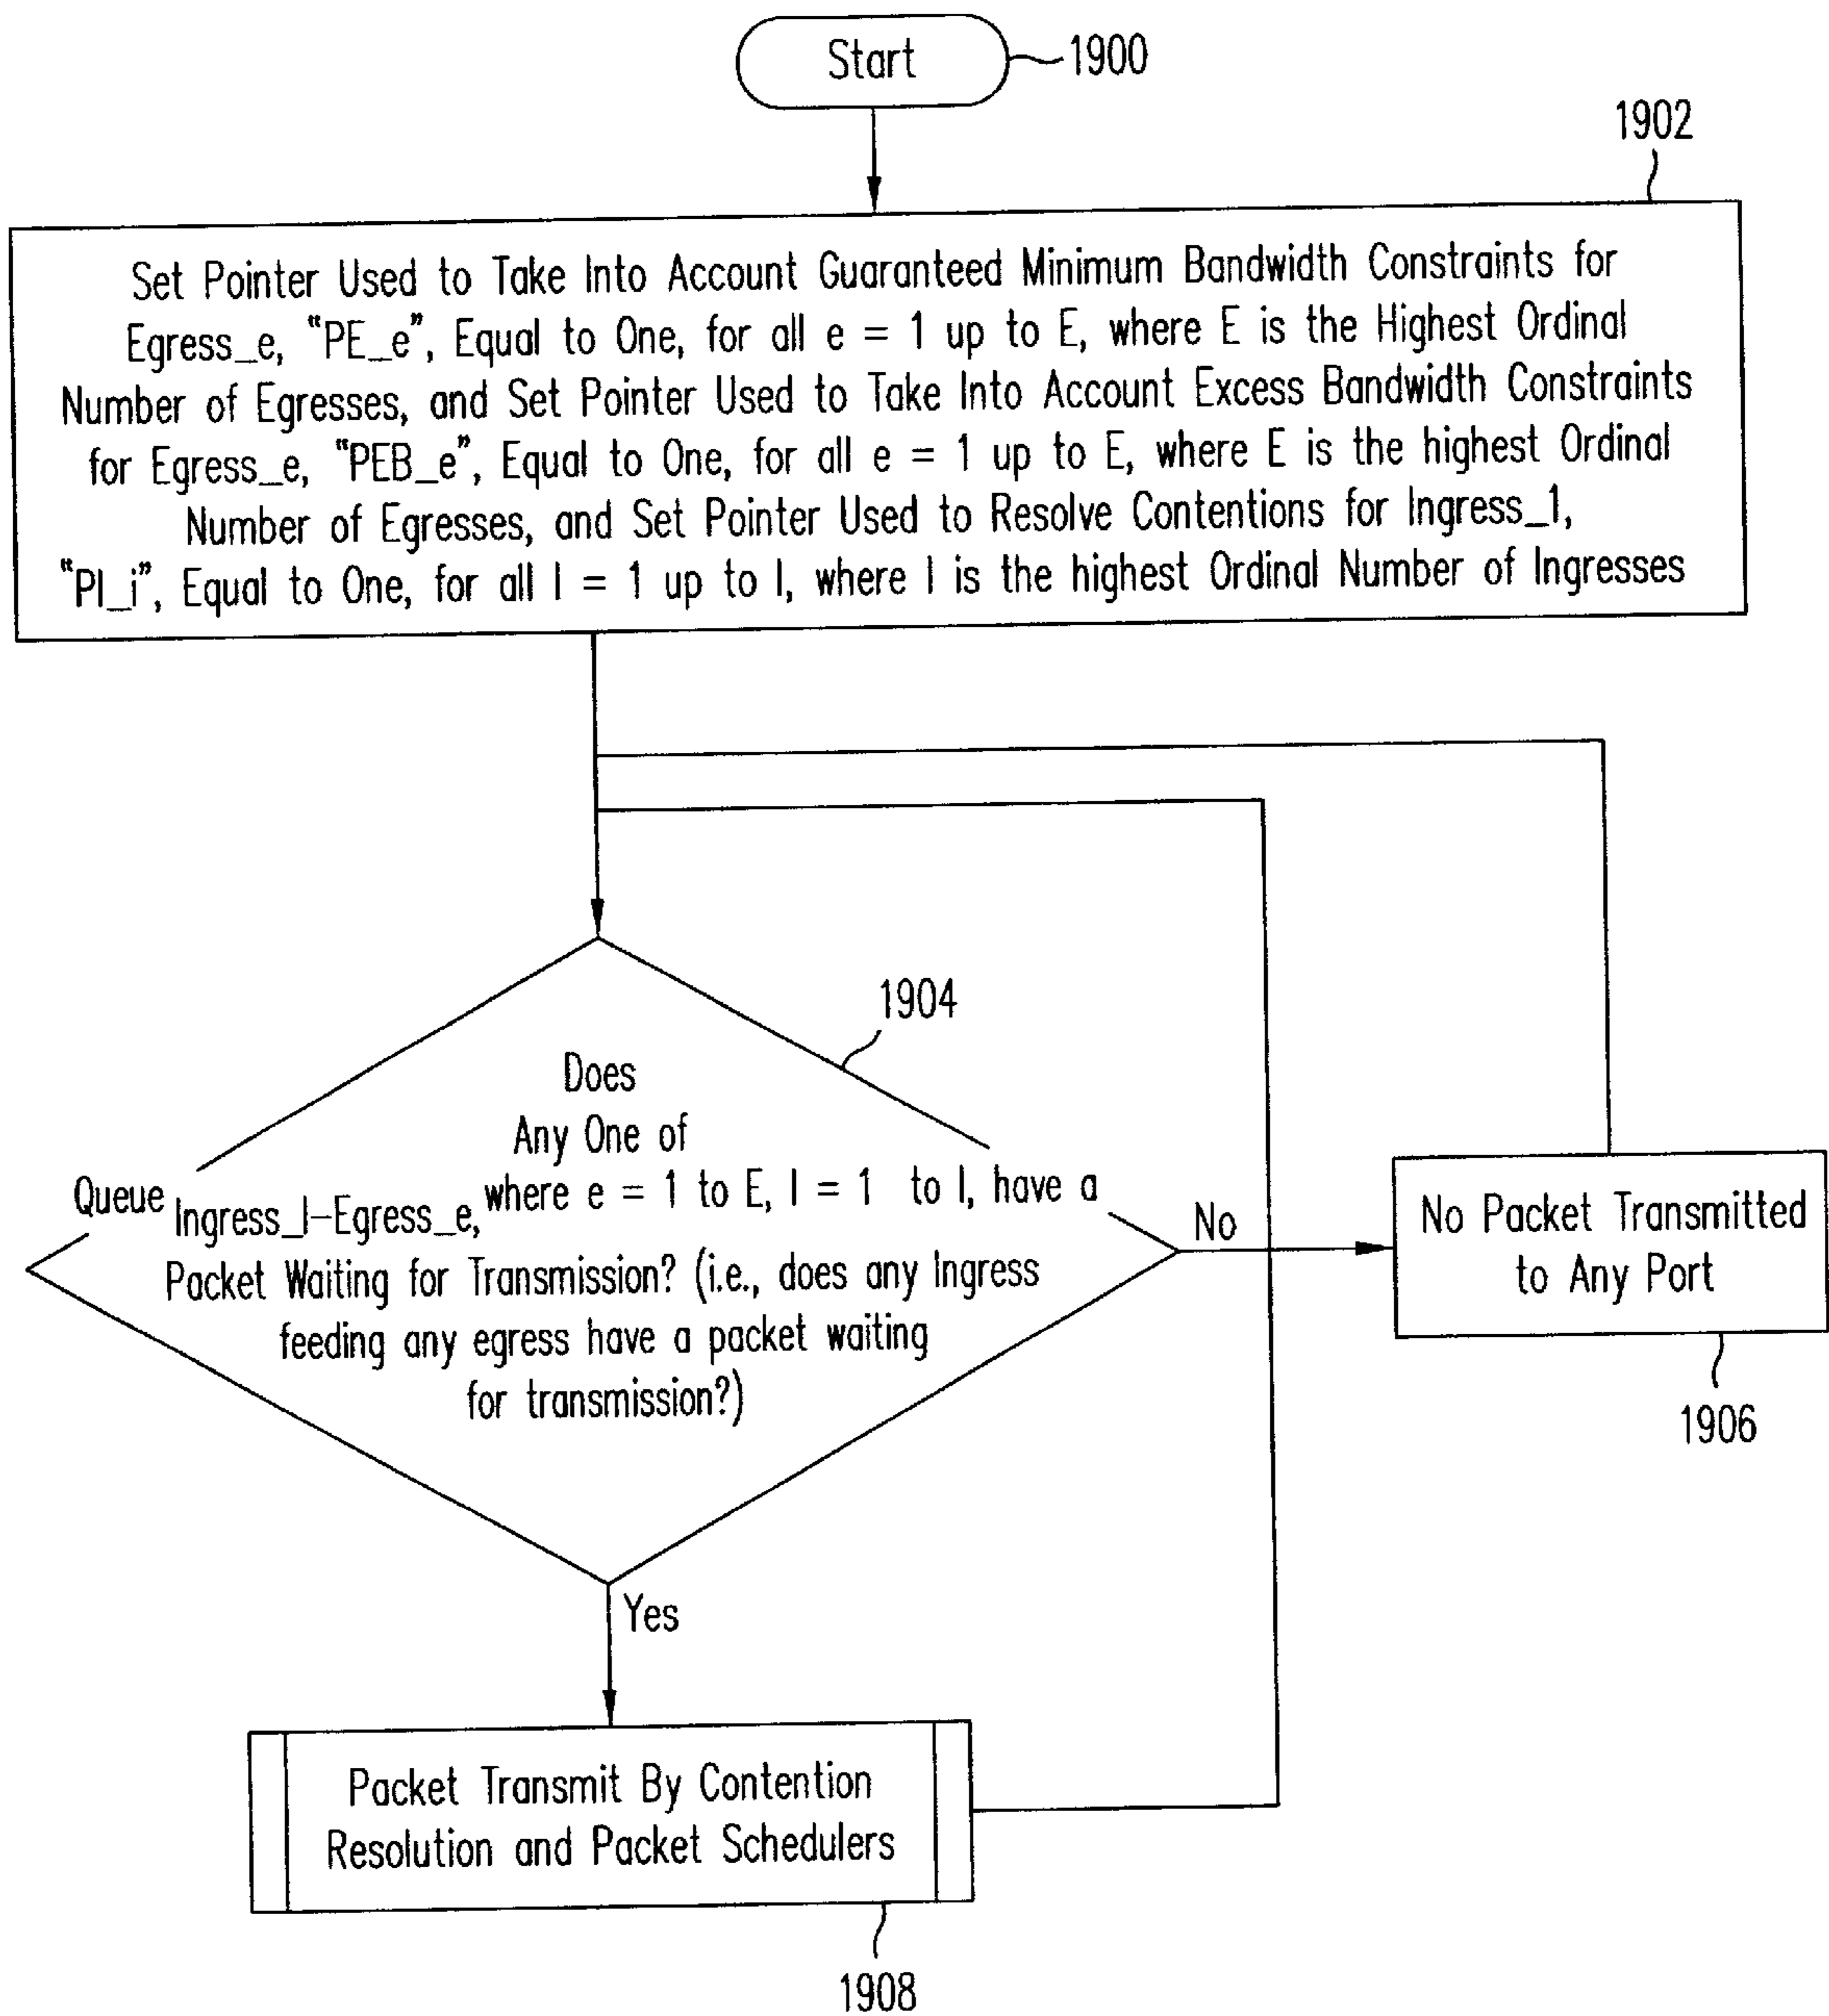 Start
1900
1902
Set Pointer Used to Take Into Account Guaranteed Minimum Bandwidth Constraints for
Egress_e, "PE_e", Equal to One, for all e = 1 up to E, where E is the Highest Ordinal
Number of Egresses, and Set Pointer Used to Take Into Account Excess Bandwidth Constraints
for Egress_e, "PEB_e", Equal to One, for all e = 1 up to E, where E is the highest Ordinal
Number of Egresses, and Set Pointer Used to Resolve Contentions for Ingress_I,
"PI_i", Equal to One, for all I = 1 up to I, where I is the highest Ordinal Number of Ingresses
1904
Does
Any One of
Queue Ingress_I-Egress_e, where e = 1 to E, I = 1 to I, have a
Packet Waiting for Transmission? (i.e., does any Ingress
feeding any egress have a packet waiting
for transmission?)
No
No Packet Transmitted
to Any Port
1906
Yes
Packet Transmit By Contention
Resolution and Packet Schedulers
1908